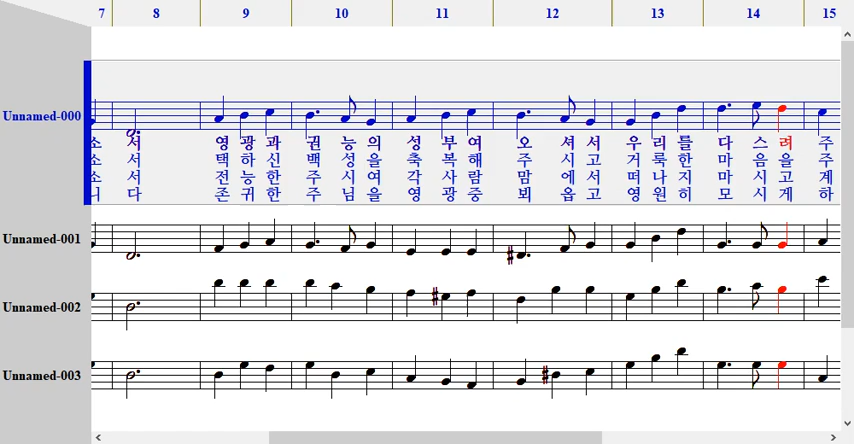 7 8 9 10 11 12 13 14 15
Unnamed-000
소 서 영 광 과 권 능 의 성 부 여 오 셔 서 우 리 를 다 스 려 주
소 서 택 하 신 백 성 을 축 복 해 주 시 고 거 룩 한 마 음 을 주
소 서 전 능 한 주 시 여 각 사 람 맘 에 서 떠 나 지 마 시 고 계
니 다 존 귀 한 주 님 을 영 광 중 뵈 옵 고 영 원 히 모 시 게 하
Unnamed-001
Unnamed-002
Unnamed-003